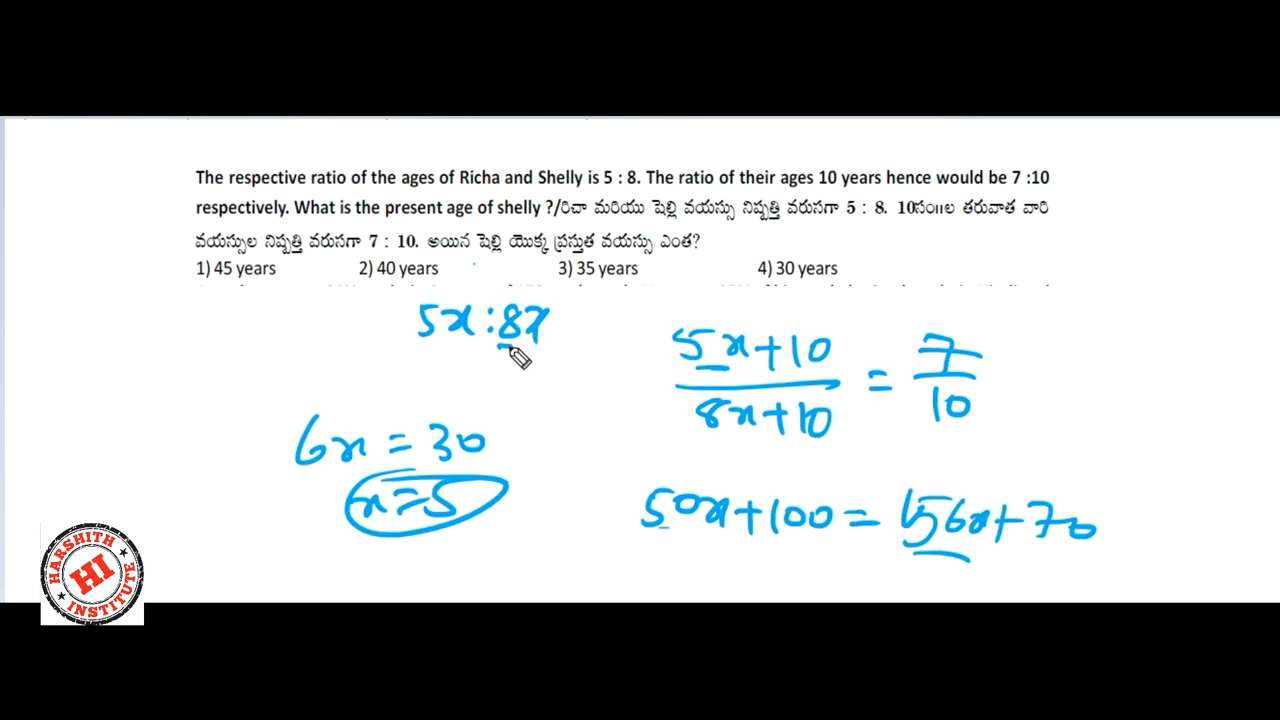 The respective ratio of the ages of Richa and Shelly is 5 : 8. The ratio of their ages 10 years hence would be 7 :10
respectively. What is the present age of shelly ?/రిచా మరియు షెల్లి వయస్సు నిష్పత్తి వరుసగా 5 : 8. 10సం॥ల తరువాత వారి
వయస్సుల నిష్పత్తి వరుసగా 7 : 10. అయిన షెల్లి యొక్క ప్రస్తుత వయస్సు ఎంత?
1) 45 years 2) 40 years 3) 35 years 4) 30 years
5x : 8x
5x+10 = 7
8x+10 10
6x = 30
x=5
50x+100 = 56x+70
HARSHITH
HI
INSTITUTE